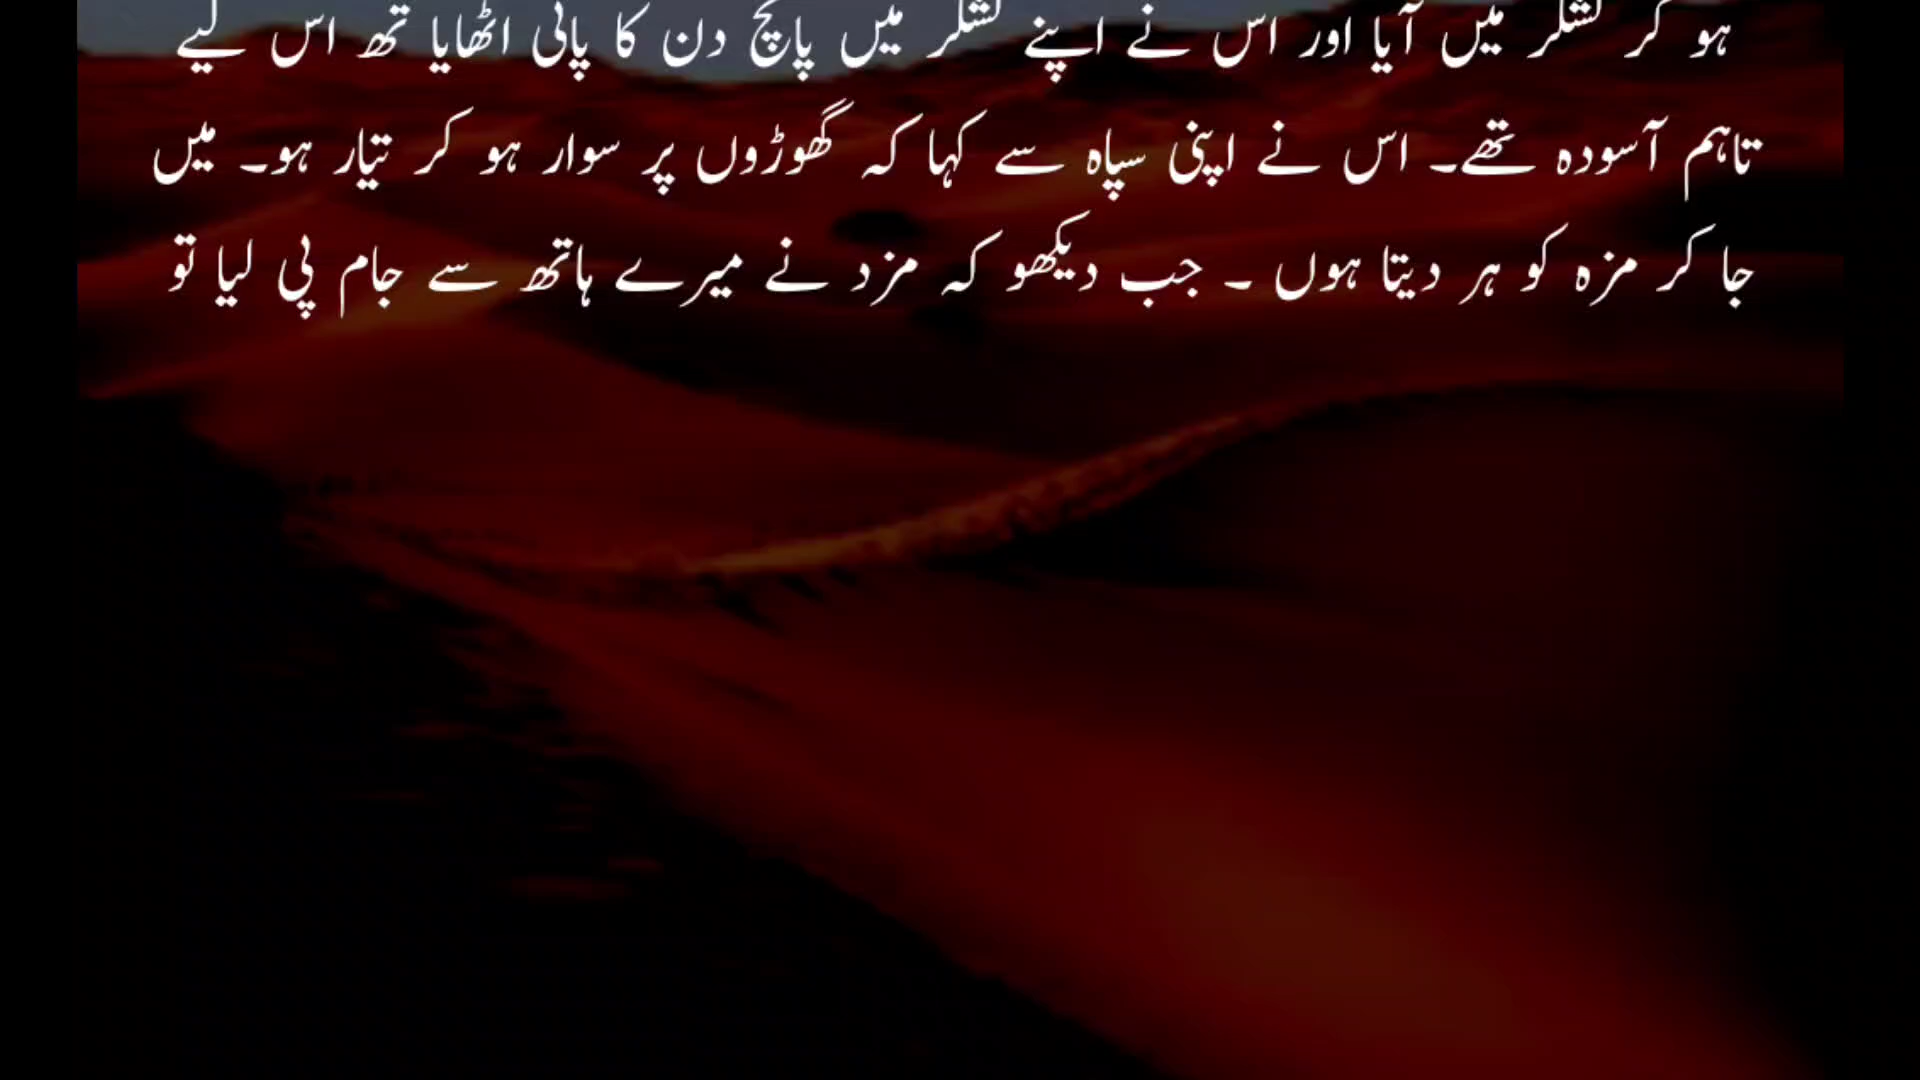 ہو کر لشکر میں آیا اور اس نے اپنے لشکر میں پانچ دن کا پانی اٹھایا تھ اس لیے
تاہم آسودہ تھے۔ اس نے اپنی سپاہ سے کہا کہ گھوڑوں پر سوار ہو کر تیار ہو۔ میں
جا کر مزہ کو ہر دیتا ہوں ۔ جب دیکھو کہ مزد نے میرے ہاتھ سے جام پی لیا تو